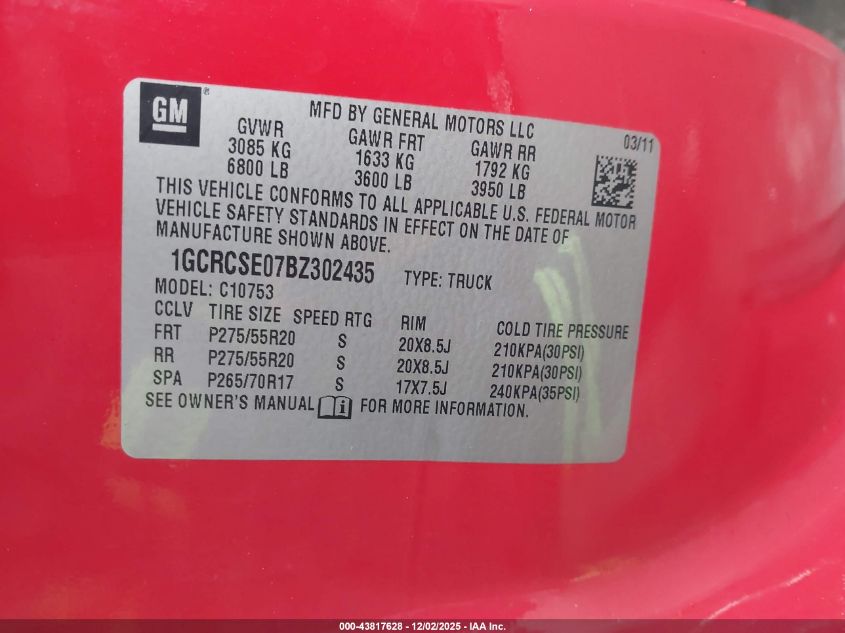 GM®
MFD BY GENERAL MOTORS LLC
03/11
GVWR GAWR FRT GAWR RR
3085 KG 1633 KG 1792 KG
6800 LB 3600 LB 3950 LB
THIS VEHICLE CONFORMS TO ALL APPLICABLE U.S. FEDERAL MOTOR
VEHICLE SAFETY STANDARDS IN EFFECT ON THE DATE OF
MANUFACTURE SHOWN ABOVE.
1GCRCSE07BZ302435 TYPE: TRUCK
MODEL: C10753
CCLV TIRE SIZE SPEED RTG RIM COLD TIRE PRESSURE
FRT P275/55R20 S 20X8.5J 210KPA(30PSI)
RR P275/55R20 S 20X8.5J 210KPA(30PSI)
SPA P265/70R17 S 17X7.5J 240KPA(35PSI)
SEE OWNER'S MANUAL i FOR MORE INFORMATION.
000-43817628 - 12/02/2025 - IAA Inc.